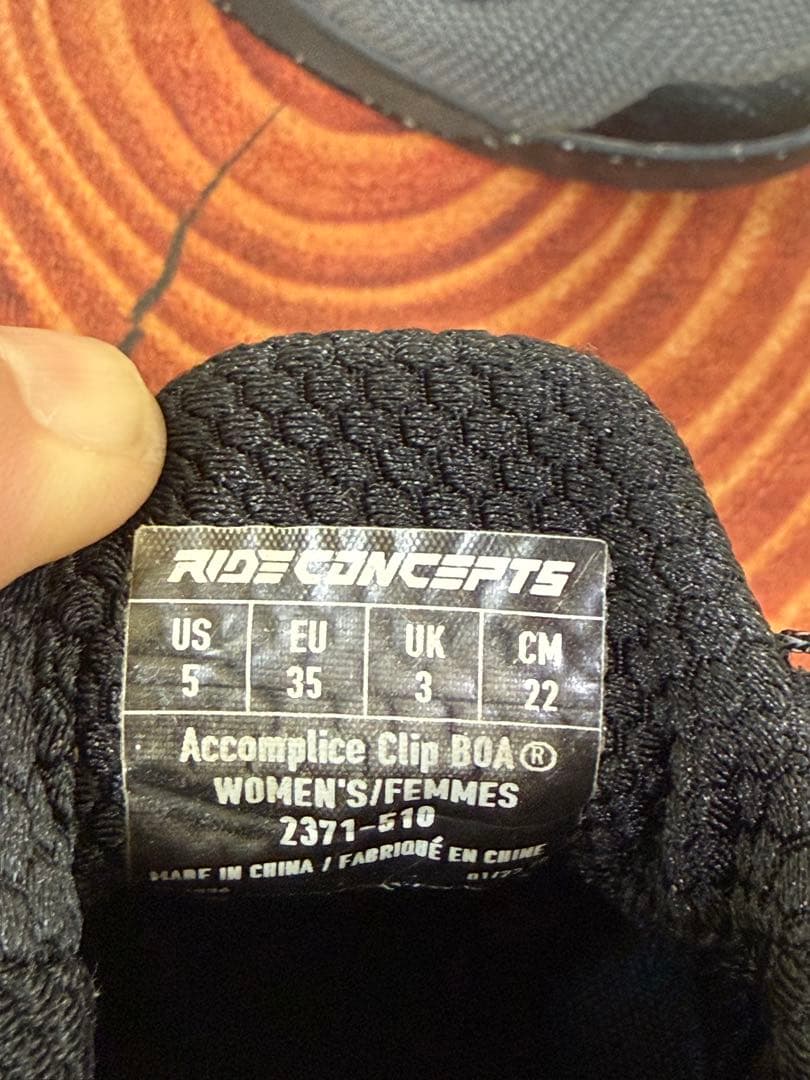 RIDE CONCEPTS
US EU UK CM
5 35 3 22
Accomplice Clip BOA®
WOMEN'S/FEMMES
2371-510
MADE IN CHINA / FABRIQUÉ EN CHINE